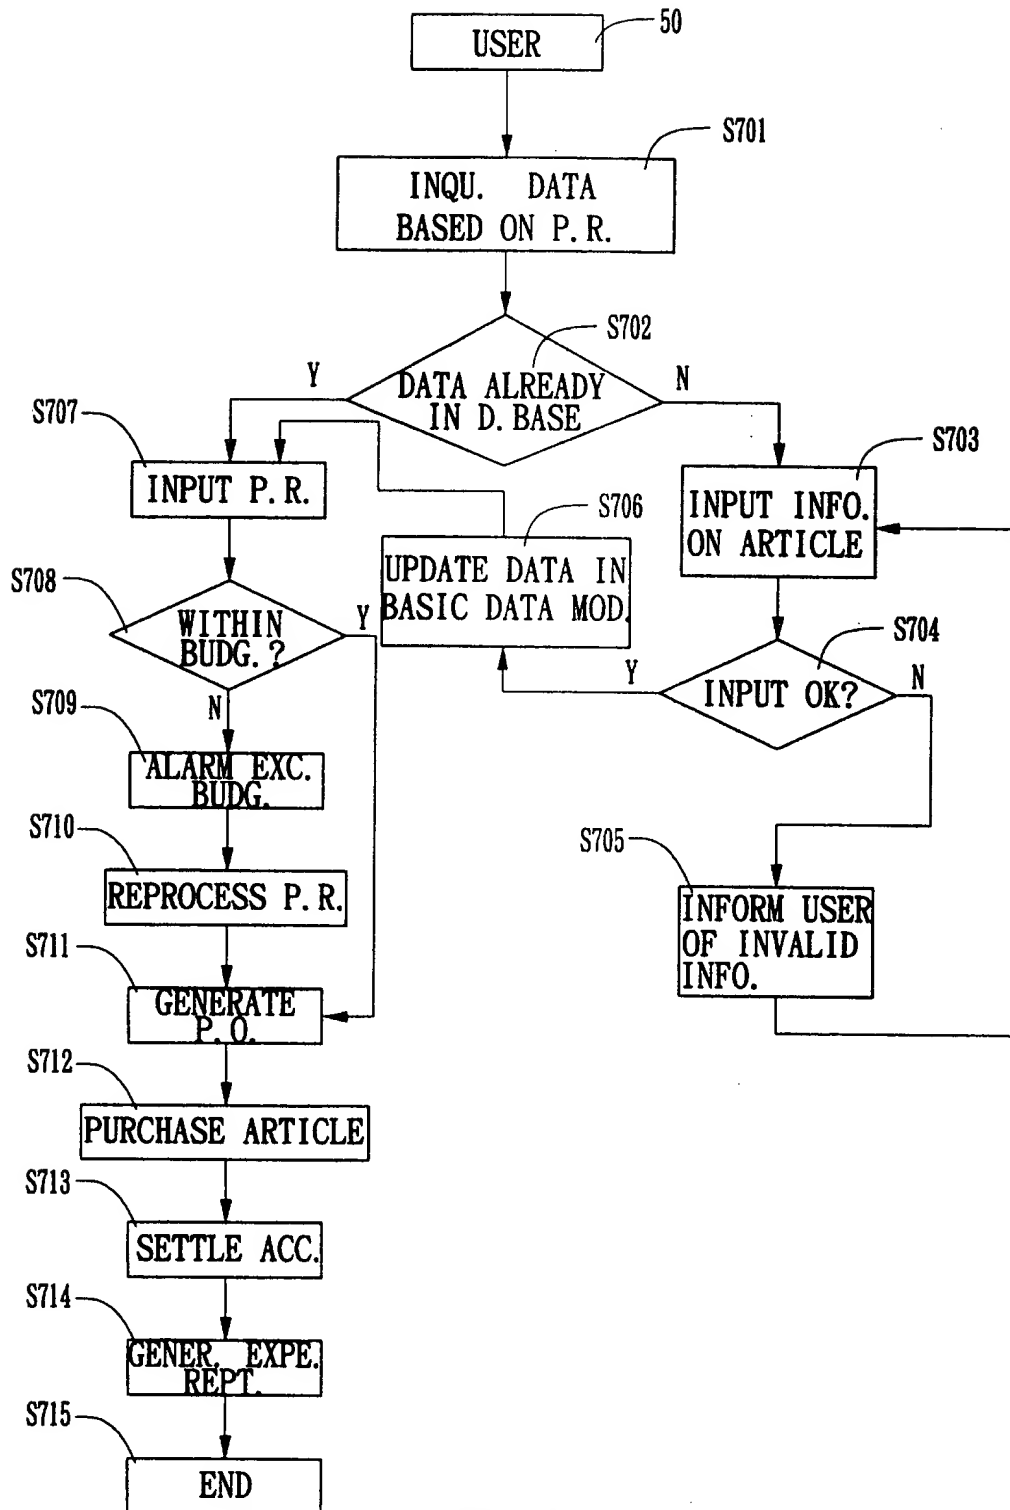 USER
50
S701
INQU. DATA
BASED ON P.R.
S702
DATA ALREADY
IN D.BASE
Y
N
S707
INPUT P.R.
S703
INPUT INFO.
ON ARTICLE
S706
UPDATE DATA IN
BASIC DATA MOD.
S708
WITHIN
BUDG.?
Y
N
S704
INPUT OK?
Y
N
S709
ALARM EXC.
BUDG.
S710
REPROCESS P.R.
S705
INFORM USER
OF INVALID
INFO.
S711
GENERATE
P.O.
S712
PURCHASE ARTICLE
S713
SETTLE ACC.
S714
GENER. EXPE.
REPT.
S715
END